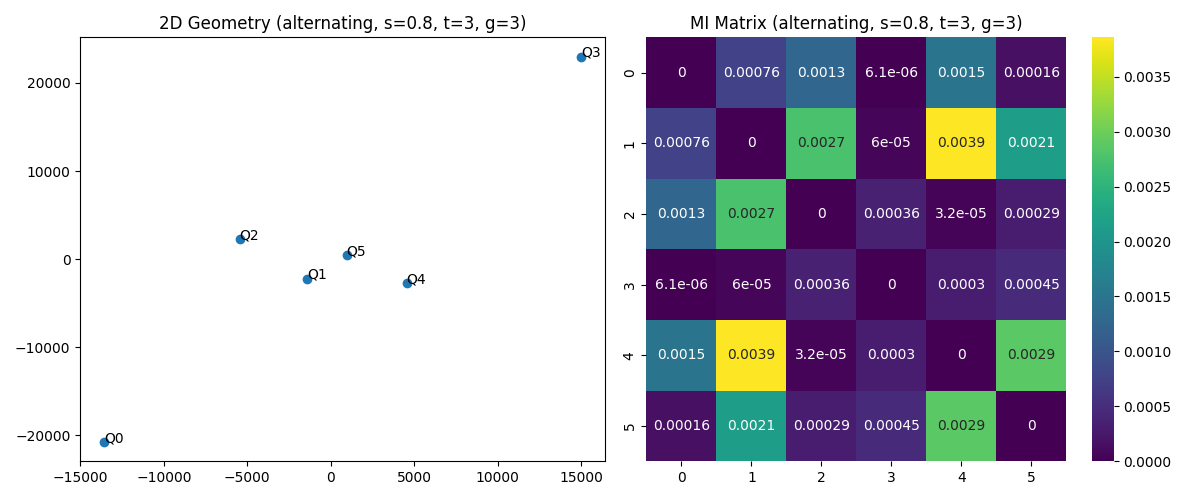 2D Geometry (alternating, s=0.8, t=3, g=3)
20000
10000
0
−10000
−20000
−15000 −10000 −5000 0 5000 10000 15000
Q3
Q2
Q5
Q1
Q4
Q0
MI Matrix (alternating, s=0.8, t=3, g=3)
0 0 0.00076 0.0013 6.1e-06 0.0015 0.00016
1 0.00076 0 0.0027 6e-05 0.0039 0.0021
2 0.0013 0.0027 0 0.00036 3.2e-05 0.00029
3 6.1e-06 6e-05 0.00036 0 0.0003 0.00045
4 0.0015 0.0039 3.2e-05 0.0003 0 0.0029
5 0.00016 0.0021 0.00029 0.00045 0.0029 0
0 1 2 3 4 5
0.0035
0.0030
0.0025
0.0020
0.0015
0.0010
0.0005
0.0000